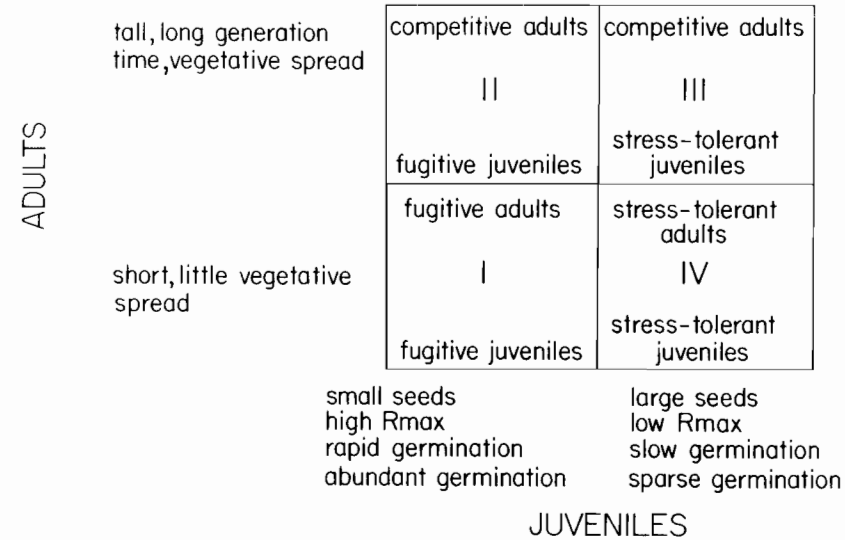 tall, long generation
time, vegetative spread
ADULTS
short, little vegetative
spread
competitive adults
II
fugitive juveniles
competitive adults
III
stress-tolerant
juveniles
fugitive adults
I
fugitive juveniles
stress-tolerant
adults
IV
stress-tolerant
juveniles
small seeds
high Rmax
rapid germination
abundant germination
large seeds
low Rmax
slow germination
sparse germination
JUVENILES